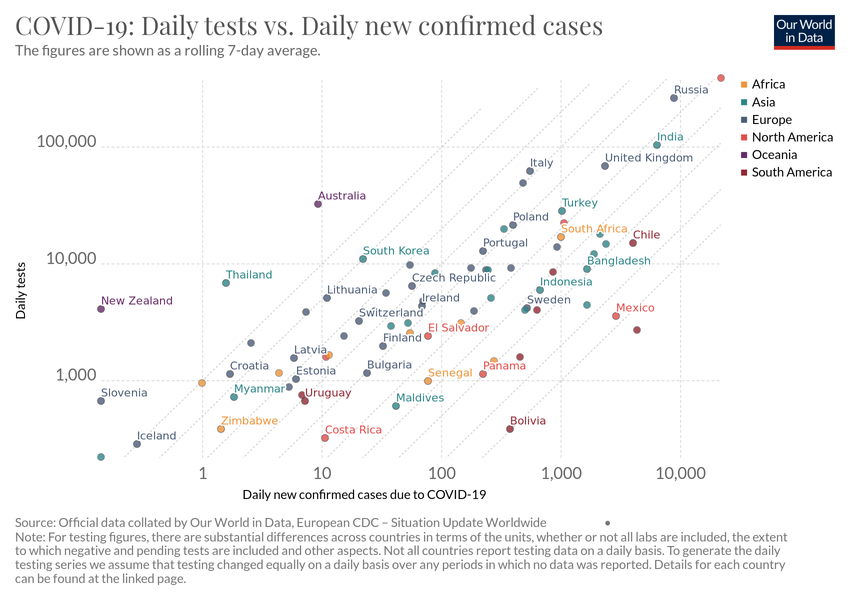 COVID-19: Daily tests vs. Daily new confirmed cases
The figures are shown as a rolling 7-day average.
Our World
in Data
Africa
Asia
Europe
North America
Oceania
South America
Russia
India
United Kingdom
Italy
Australia
Turkey
Poland
South Africa
Chile
Portugal
South Korea
Bangladesh
Thailand
Czech Republic
Indonesia
Lithuania
Ireland
Sweden
New Zealand
Switzerland
Mexico
El Salvador
Finland
Latvia
Croatia
Estonia
Bulgaria
Senegal
Panama
Slovenia
Myanmar
Uruguay
Maldives
Zimbabwe
Bolivia
Iceland
Costa Rica
100,000
10,000
1,000
Daily tests
1
10
100
1,000
10,000
Daily new confirmed cases due to COVID-19
Source: Official data collated by Our World in Data, European CDC – Situation Update Worldwide
Note: For testing figures, there are substantial differences across countries in terms of the units, whether or not all labs are included, the extent
to which negative and pending tests are included and other aspects. Not all countries report testing data on a daily basis. To generate the daily
testing series we assume that testing changed equally on a daily basis over any periods in which no data was reported. Details for each country
can be found at the linked page.